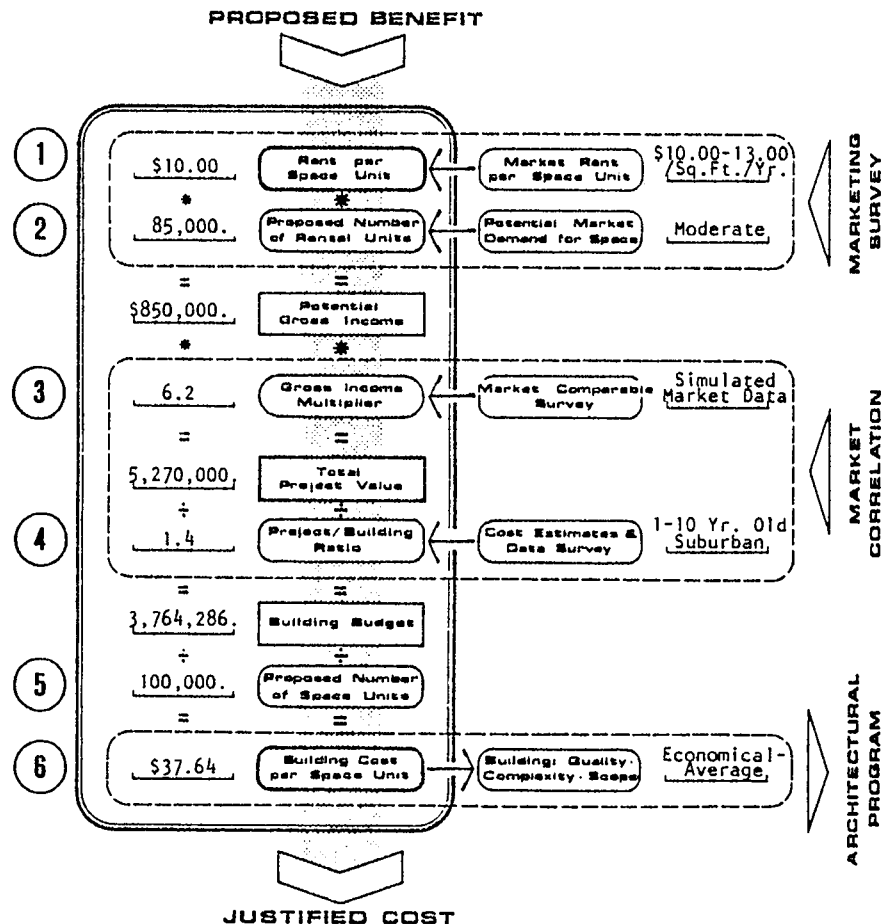 PROPOSED BENEFIT
1
$10.00
Rent per
Space Unit
Market Rent
per Space Unit
$10.00-13.00
/Sq.Ft./Yr.
*
*
2
85,000.
Proposed Number
of Rental Units
Potential Market
Demand for Space
Moderate
MARKETING
SURVEY
=
=
$850,000.
Potential
Gross Income
*
*
3
6.2
Gross Income
Multiplier
Market Comparable
Survey
Simulated
Market Data
=
=
5,270,000.
Total
Project Value
÷
÷
4
1.4
Project/Building
Ratio
Cost Estimates &
Data Survey
1-10 Yr. Old
Suburban
MARKET
CORRELATION
=
=
3,764,286.
Building Budget
÷
÷
5
100,000.
Proposed Number
of Space Units
=
=
6
$37.64
Building Cost
per Space Unit
Building: Quality·
Complexity·Scope
Economical-
Average
ARCHITECTURAL
PROGRAM
JUSTIFIED COST